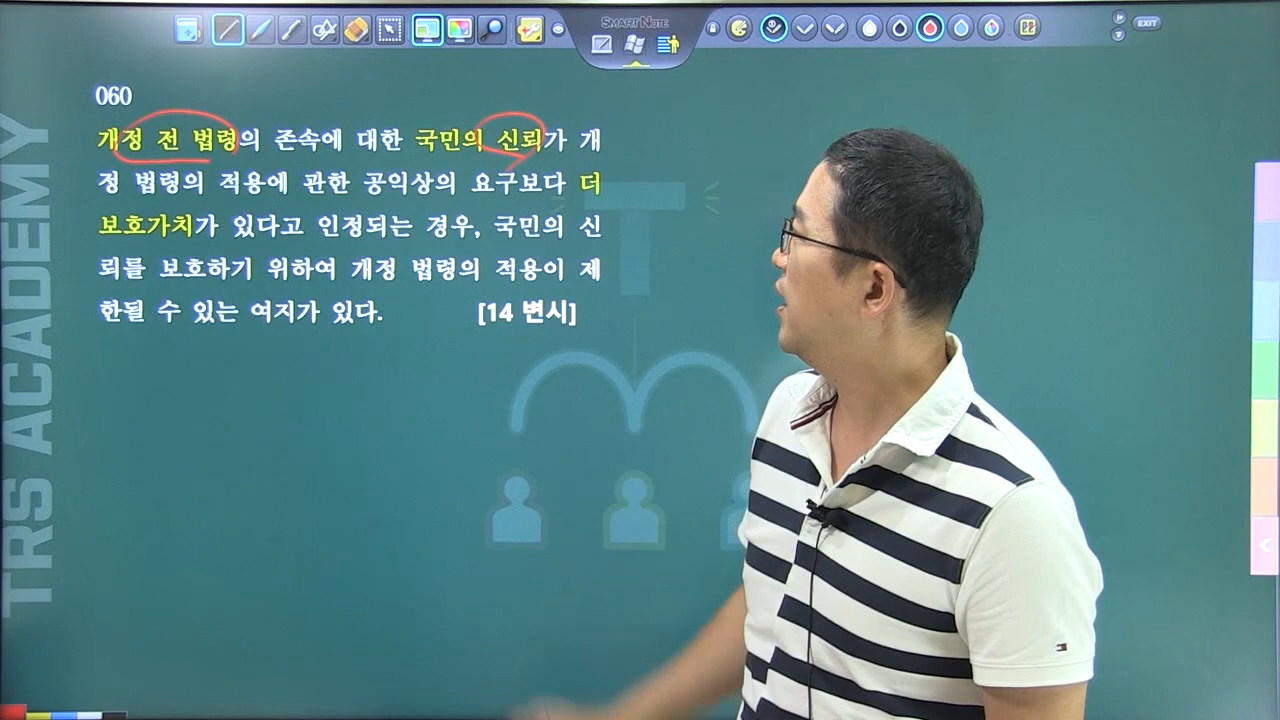 SMART NOTE
EXIT
060
개정 전 법령의 존속에 대한 국민의 신뢰가 개
정 법령의 적용에 관한 공익상의 요구보다 더
보호가치가 있다고 인정되는 경우, 국민의 신
뢰를 보호하기 위하여 개정 법령의 적용이 제
한될 수 있는 여지가 있다. [14 변시]
TRS ACADEMY